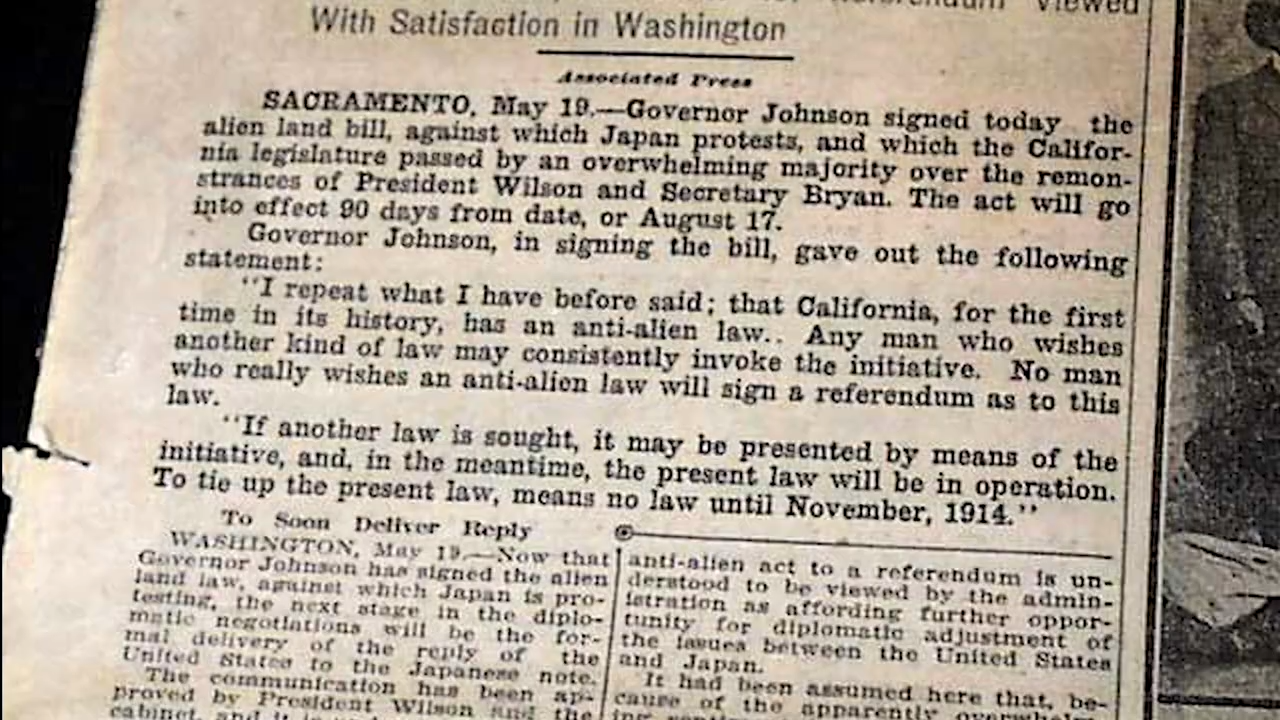 Referendum Viewed
With Satisfaction in Washington
Associated Press
SACRAMENTO, May 19.—Governor Johnson signed today the
alien land bill, against which Japan protests, and which the Califor-
nia legislature passed by an overwhelming majority over the remon-
strances of President Wilson and Secretary Bryan. The act will go
into effect 90 days from date, or August 17.
Governor Johnson, in signing the bill, gave out the following
statement:
"I repeat what I have before said; that California, for the first
time in its history, has an anti-alien law.. Any man who wishes
another kind of law may consistently invoke the initiative. No man
who really wishes an anti-alien law will sign a referendum as to this
law.
"If another law is sought, it may be presented by means of the
initiative, and, in the meantime, the present law will be in operation.
To tie up the present law, means no law until November, 1914."
To Soon Deliver Reply
WASHINGTON, May 19.—Now that
Governor Johnson has signed the alien
land law, against which Japan is pro-
testing, the next stage in the diplo-
matic negotiations will be the for-
mal delivery of the reply of the
United States to the Japanese note.
The communication has been ap-
proved by President Wilson and the
cabinet, and it is
anti-alien act to a referendum is un-
derstood to be viewed by the admin-
istration as affording further oppor-
tunity for diplomatic adjustment of
the issues between the United States
and Japan.
It had been assumed here that, be-
cause of the apparently